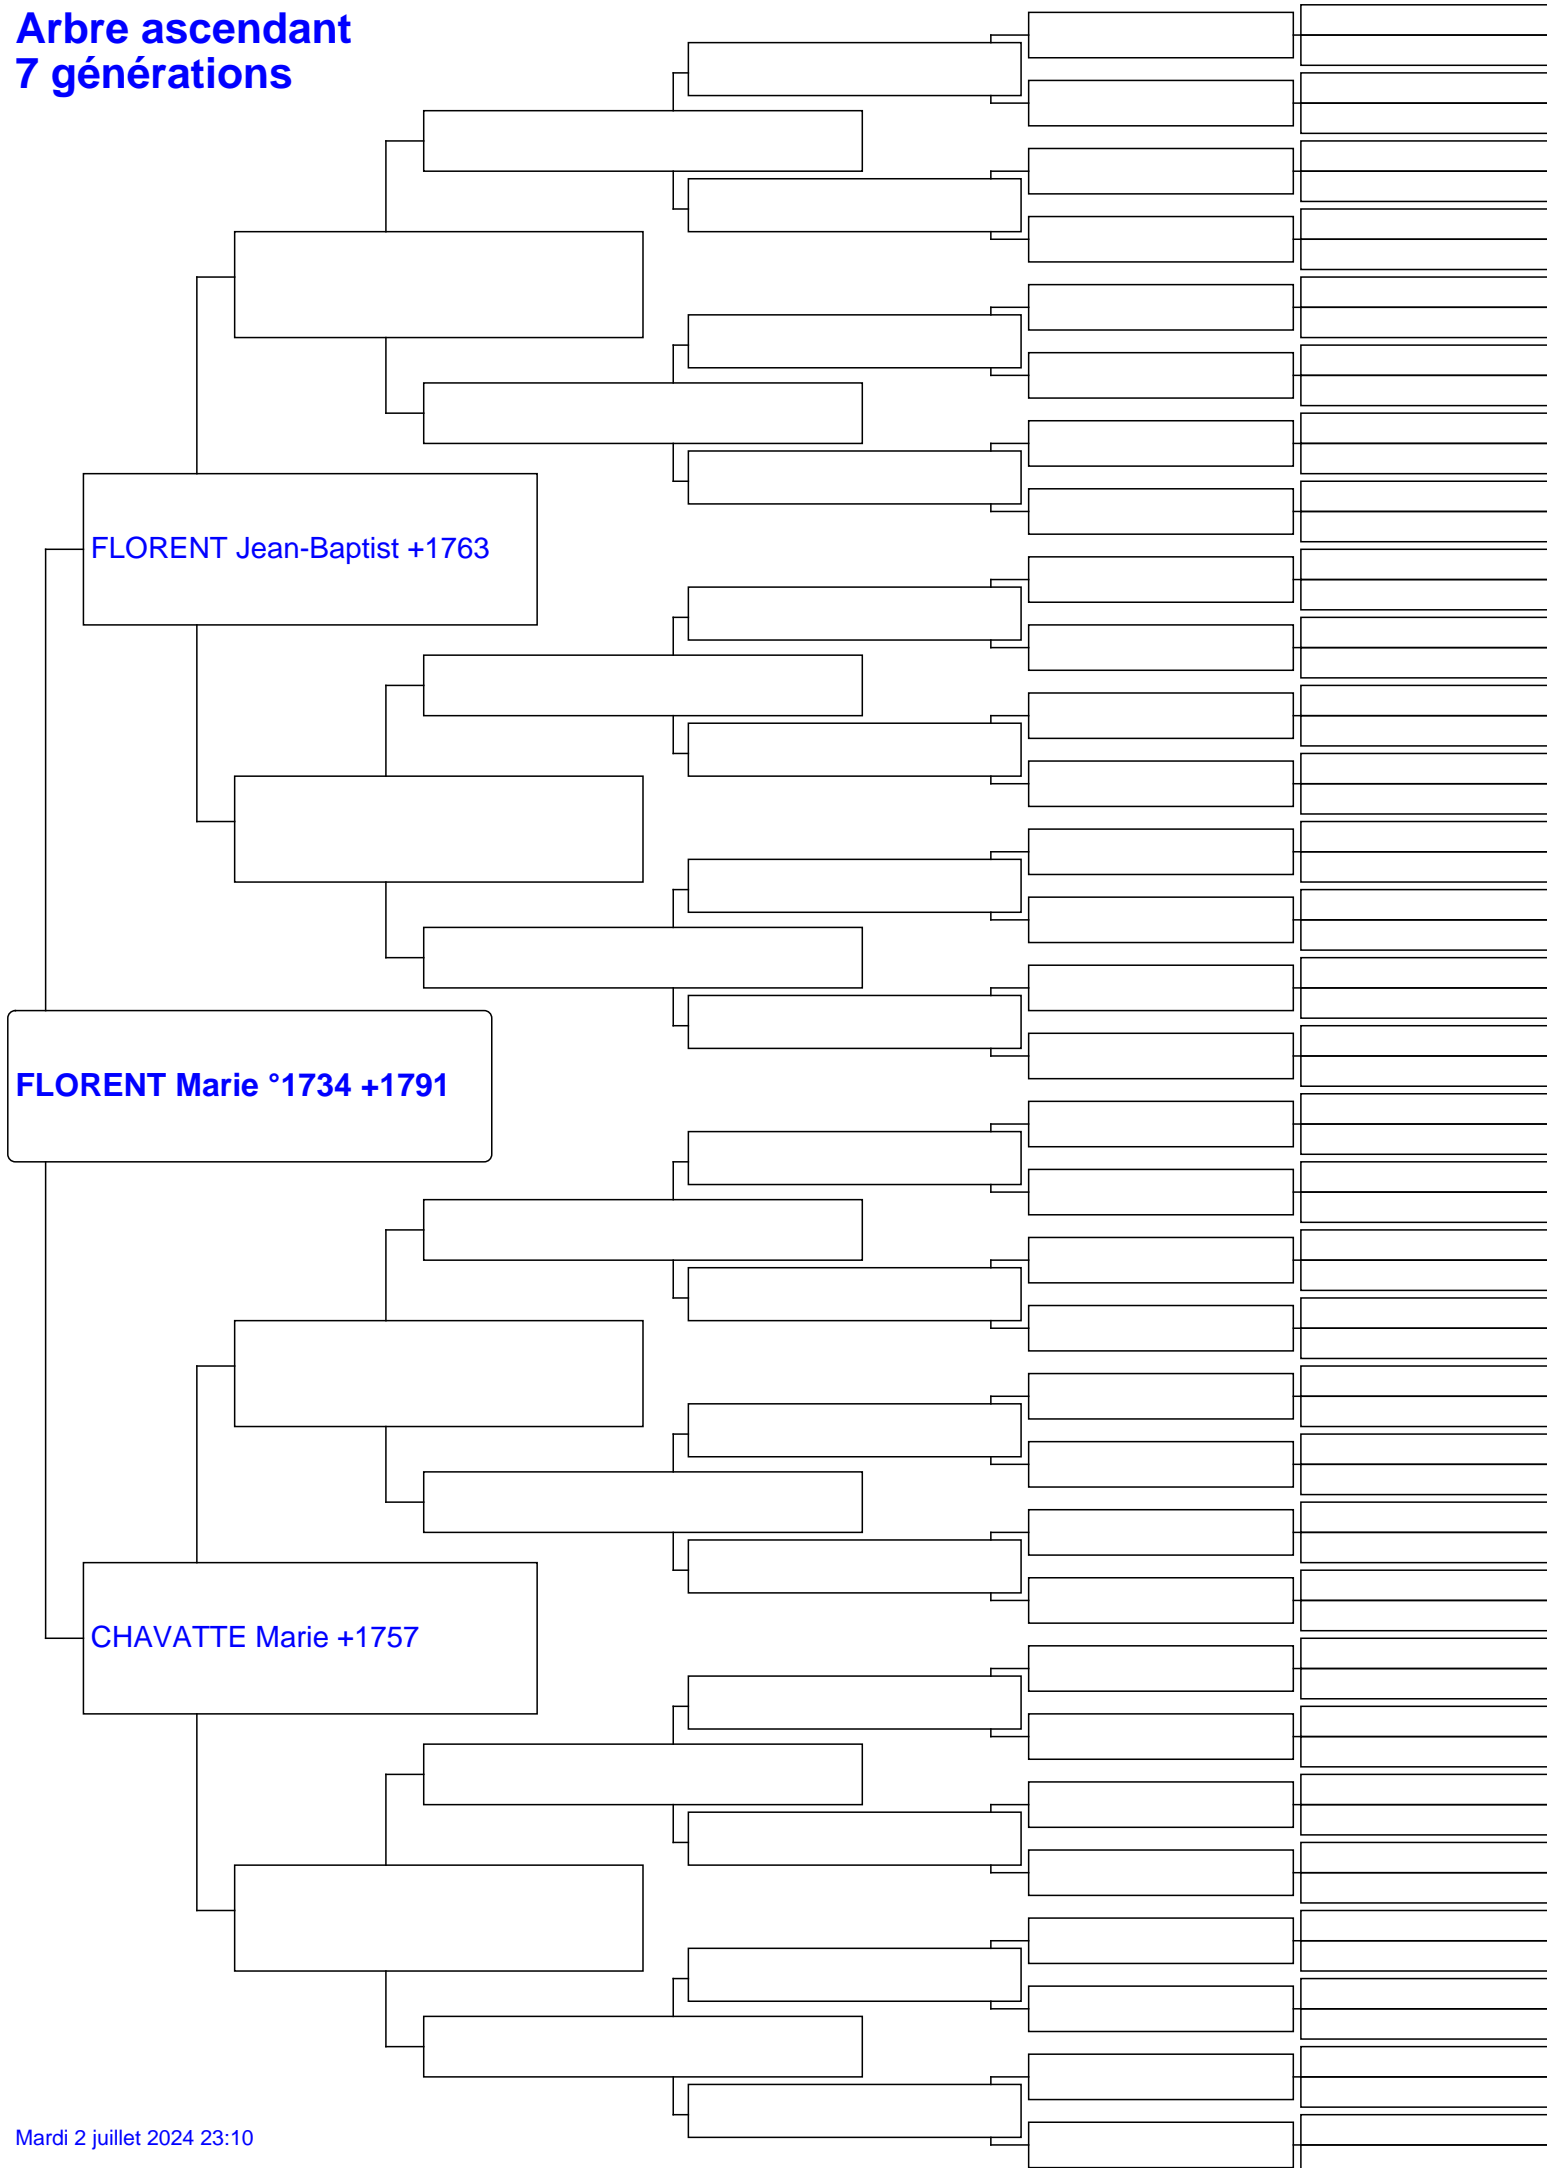 Arbre ascendant
7 générations
FLORENT Jean-Baptist +1763
FLORENT Marie °1734 +1791
CHAVATTE Marie +1757
Mardi 2 juillet 2024 23:10